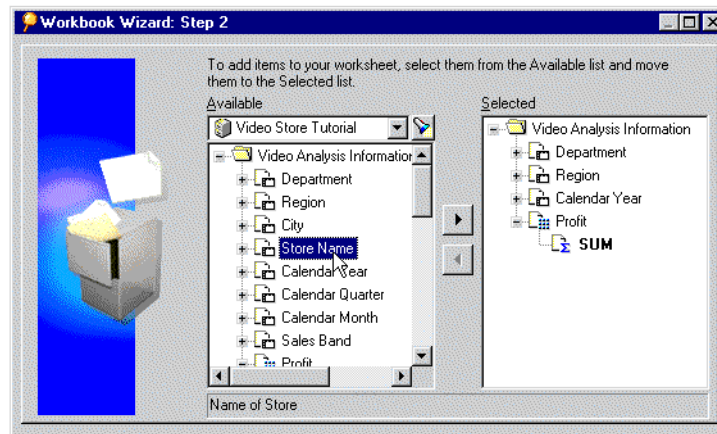 Workbook Wizard: Step 2
To add items to your worksheet, select them from the Available list and move
them to the Selected list.
Available
Selected
Video Store Tutorial
Video Analysis Information
Department
Region
City
Store Name
Calendar Year
Calendar Quarter
Calendar Month
Sales Band
Profit
Video Analysis Information
Department
Region
Calendar Year
Profit
SUM
Name of Store